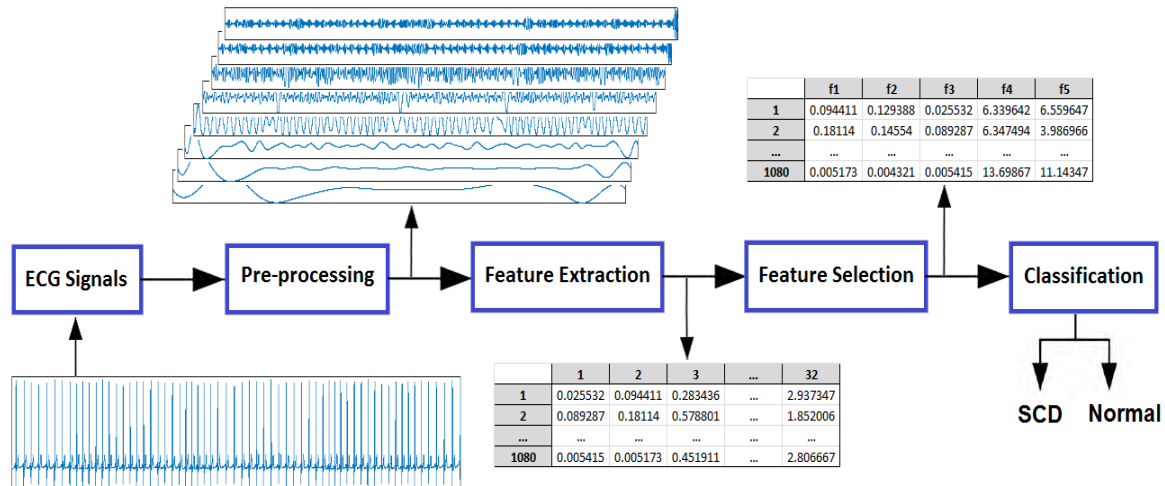 f1 f2 f3 f4 f5
1 0.094411 0.129388 0.025532 6.339642 6.559647
2 0.18114 0.14554 0.089287 6.347494 3.986966
... ... ... ... ... ...
1080 0.005173 0.004321 0.005415 13.69867 11.14347
ECG Signals
Pre-processing
Feature Extraction
Feature Selection
Classification
1 2 3 ... 32
1 0.025532 0.094411 0.283436 ... 2.937347
2 0.089287 0.18114 0.578801 ... 1.852006
... ... ... ... ...
1080 0.005415 0.005173 0.451911 ... 2.806667
SCD Normal